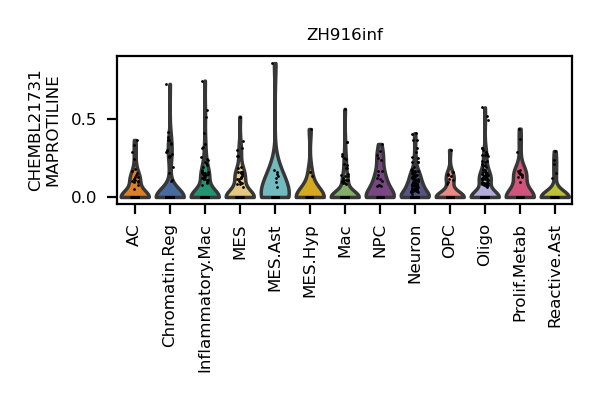 ZH916inf
CHEMBL21731
MAPROTILINE
0.5
0.0
AC
Chromatin.Reg
Inflammatory.Mac
MES
MES.Ast
MES.Hyp
Mac
NPC
Neuron
OPC
Oligo
Prolif.Metab
Reactive.Ast